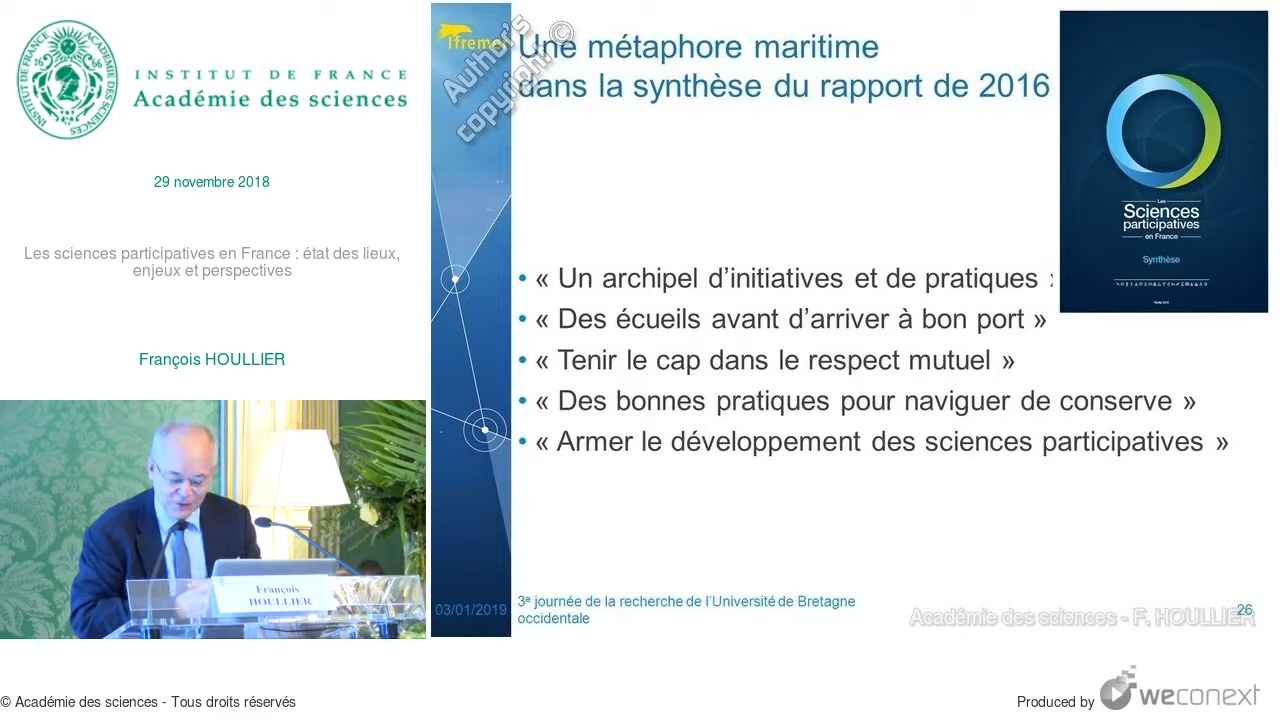 INSTITUT DE FRANCE
Académie des sciences
29 novembre 2018
Les sciences participatives en France : état des lieux,
enjeux et perspectives
François HOULLIER
François
HOULLIER
© Académie des sciences - Tous droits réservés
Ifremer
Author's ©
copyright
Une métaphore maritime
dans la synthèse du rapport de 2016
• « Un archipel d'initiatives et de pratiques »
• « Des écueils avant d'arriver à bon port »
• « Tenir le cap dans le respect mutuel »
• « Des bonnes pratiques pour naviguer de conserve »
• « Armer le développement des sciences participatives »
Les
Sciences
participatives
en France
Synthèse
03/01/2019
3e journée de la recherche de l'Université de Bretagne
occidentale
Académie des sciences - F. HOULLIER
26
Produced by weconext